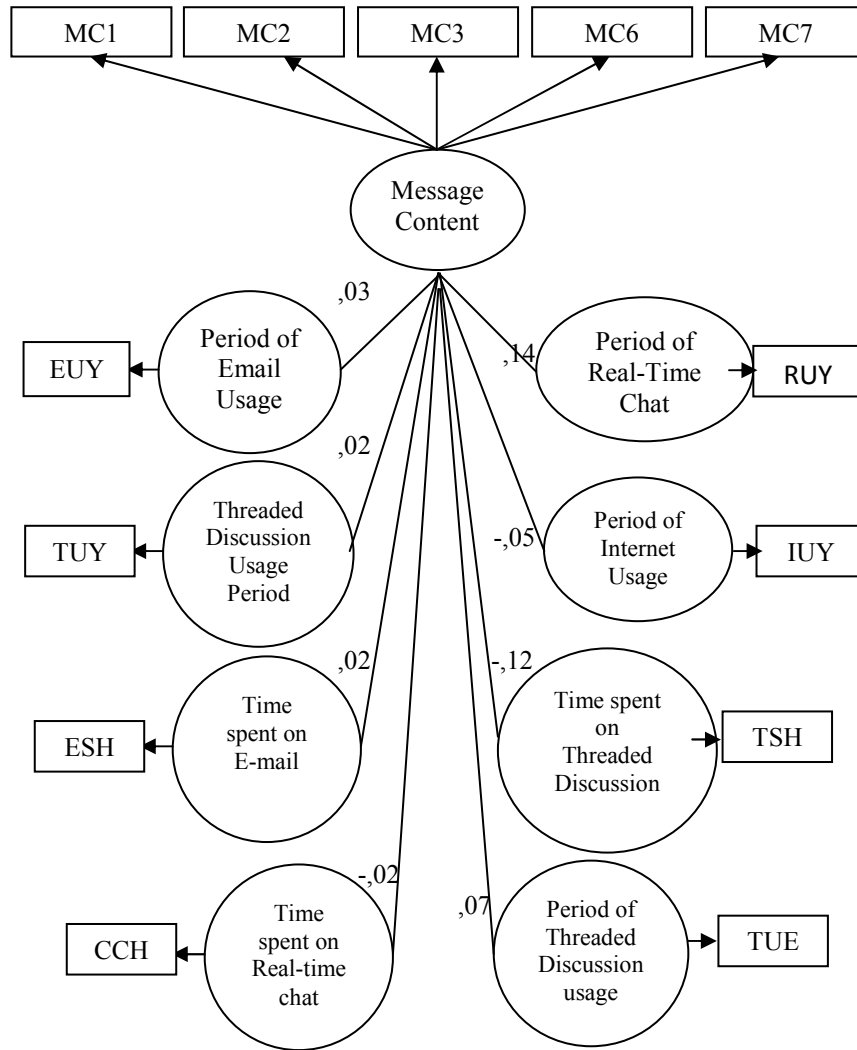 MC1 MC2 MC3 MC6 MC7
Message
Content
,03
Period of
Email
Usage
EUY
,14
Period of
Real-Time
Chat
RUY
,02
Threaded
Discussion
Usage
Period
TUY
-,05
Period of
Internet
Usage
IUY
,02
Time
spent on
E-mail
ESH
-,12
Time spent
on
Threaded
Discussion
TSH
-,02
Time
spent on
Real-time
chat
CCH
,07
Period of
Threaded
Discussion
usage
TUE